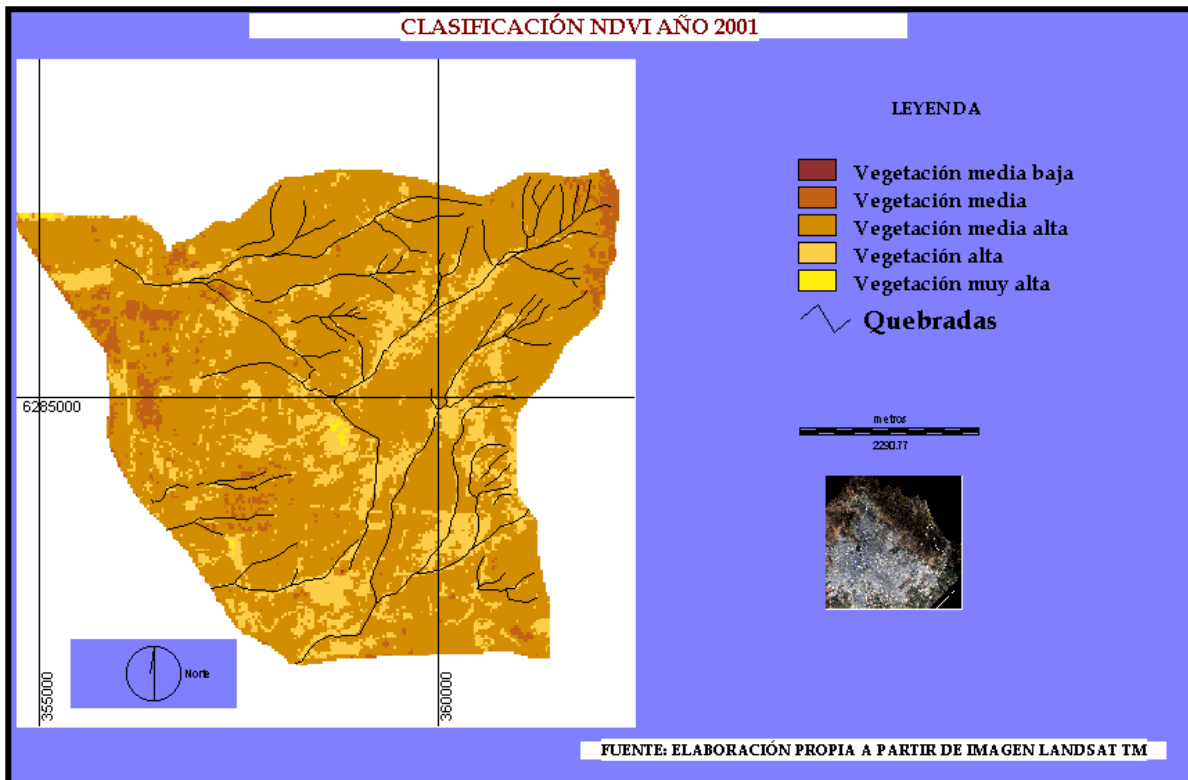 CLASIFICACIÓN NDVI AÑO 2001
LEYENDA
Vegetación media baja
Vegetación media
Vegetación media alta
Vegetación alta
Vegetación muy alta
Quebradas
6285000
metros
2290.77
Norte
355000
360000
FUENTE: ELABORACIÓN PROPIA A PARTIR DE IMAGEN LANDSAT TM